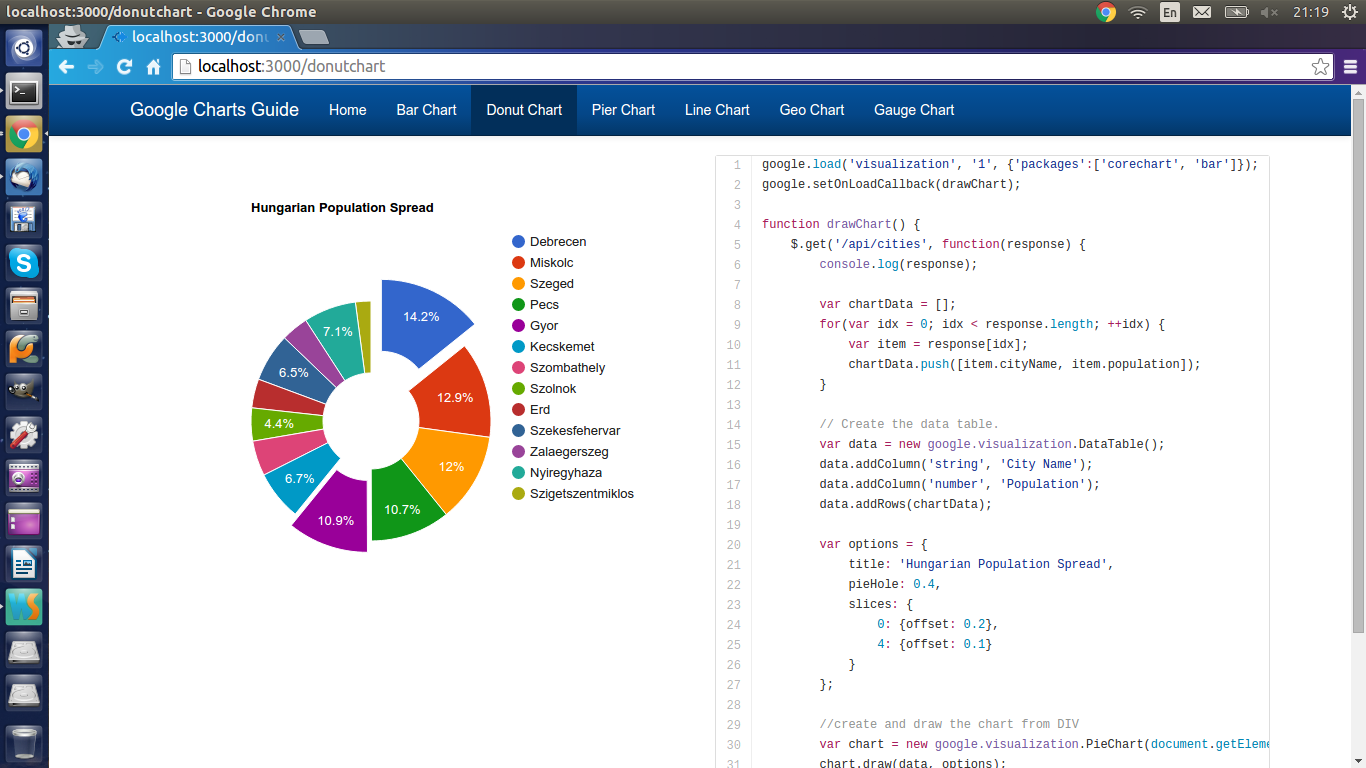 localhost:3000/donutchart - Google Chrome
En
21:19
localhost:3000/donu
localhost:3000/donutchart
Google Charts Guide Home Bar Chart Donut Chart Pier Chart Line Chart Geo Chart Gauge Chart
Hungarian Population Spread
14.2%
12.9%
12%
10.7%
10.9%
6.7%
4.4%
6.5%
7.1%
Debrecen
Miskolc
Szeged
Pecs
Gyor
Kecskemet
Szombathely
Szolnok
Erd
Szekesfehervar
Zalaegerszeg
Nyiregyhaza
Szigetszentmiklos
1 google.load('visualization', '1', {'packages':['corechart', 'bar']});
2 google.setOnLoadCallback(drawChart);
3
4 function drawChart() {
5     $.get('/api/cities', function(response) {
6         console.log(response);
7
8         var chartData = [];
9         for(var idx = 0; idx < response.length; ++idx) {
10             var item = response[idx];
11             chartData.push([item.cityName, item.population]);
12         }
13
14         // Create the data table.
15         var data = new google.visualization.DataTable();
16         data.addColumn('string', 'City Name');
17         data.addColumn('number', 'Population');
18         data.addRows(chartData);
19
20         var options = {
21             title: 'Hungarian Population Spread',
22             pieHole: 0.4,
23             slices: {
24                 0: {offset: 0.2},
25                 4: {offset: 0.1}
26             }
27         };
28
29         //create and draw the chart from DIV
30         var chart = new google.visualization.PieChart(document.getEleme
31         chart.draw(data, options);